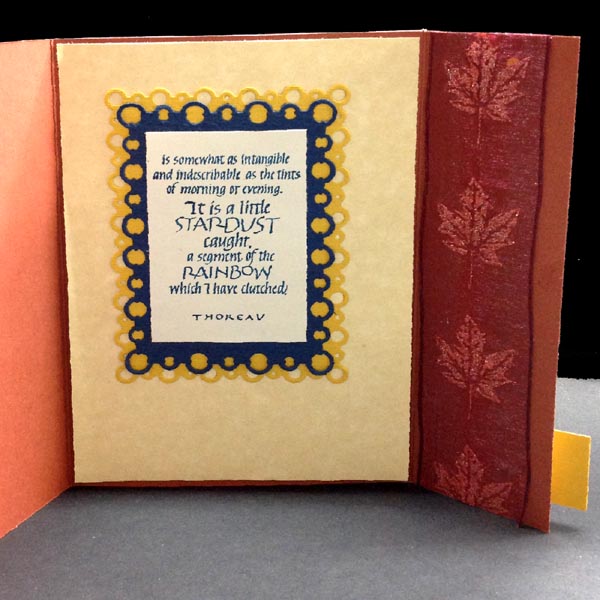 is somewhat as intangible
and indescribable as the tints
of morning or evening.
It is a little
STARDUST
caught,
a segment of the
RAINBOW
which I have clutched.
THOREAU